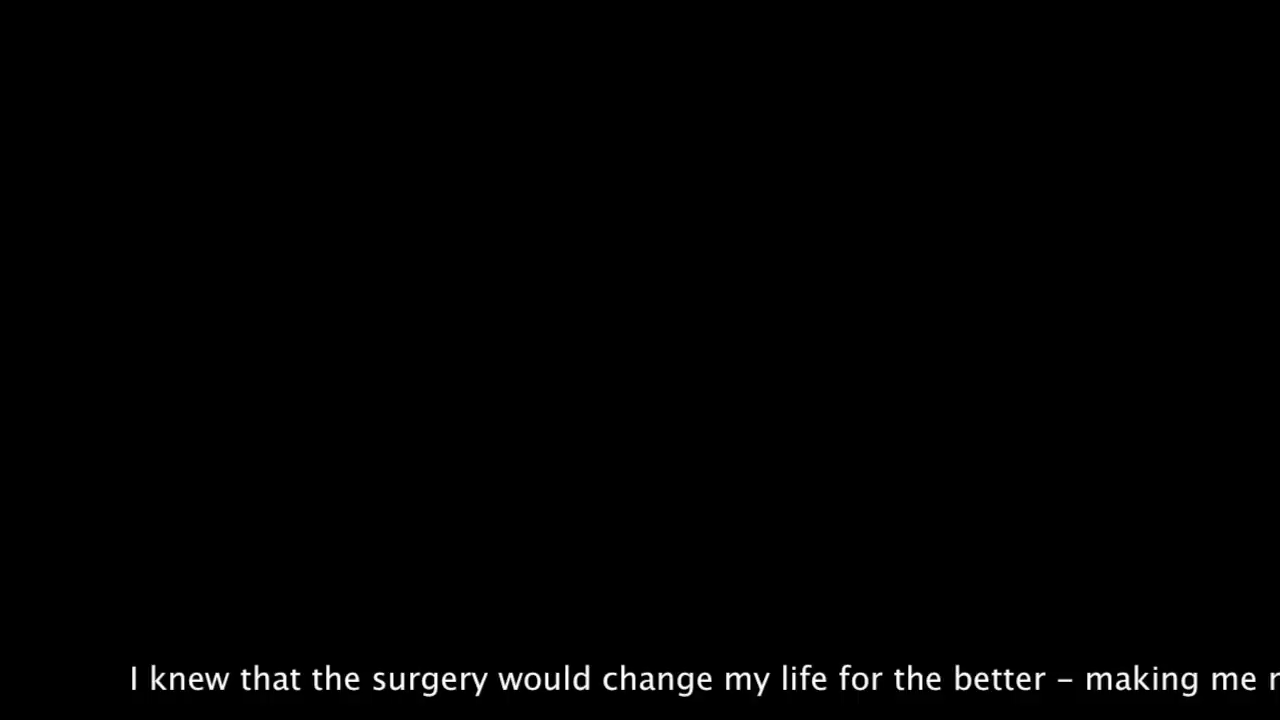 I knew that the surgery would change my life for the better – making me